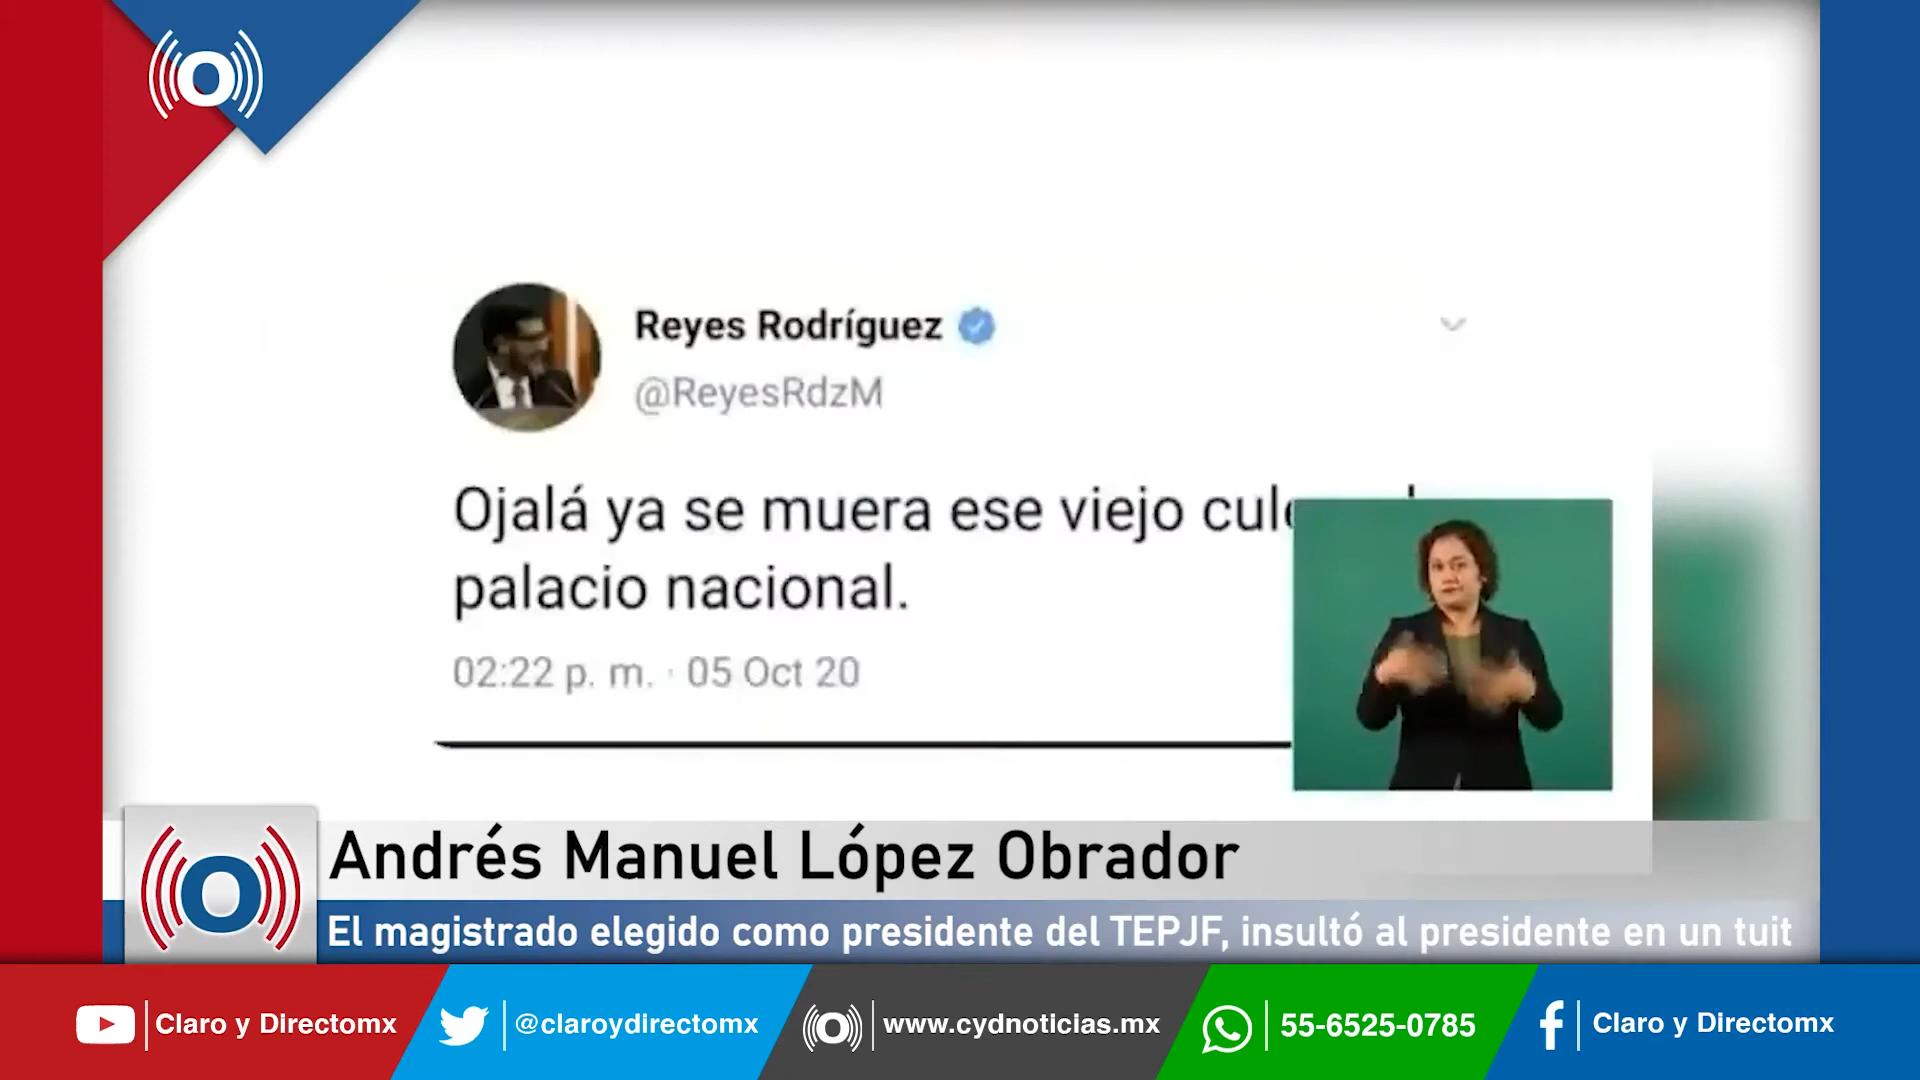 Reyes Rodríguez
@ReyesRdzM
Ojalá ya se muera ese viejo
palacio nacional.
02:22 p. m. · 05 Oct 20
Andrés Manuel López Obrador
El magistrado elegido como presidente del TEPJF, insultó al presidente en un tuit
Claro y Directomx
@claroydirectomx
www.cydnoticias.mx
55-6525-0785
Claro y Directomx